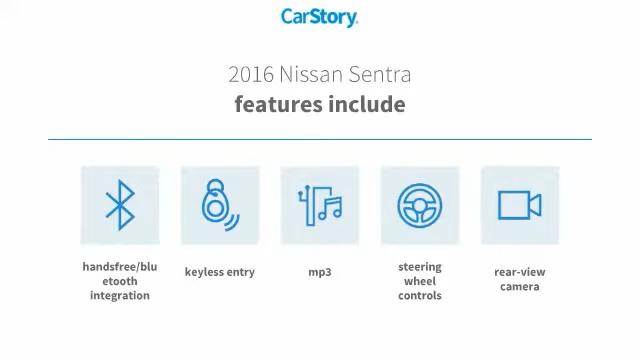 CarStory.
2016 Nissan Sentra
features include
handsfree/blu
etooth
integration
keyless entry
mp3
steering
wheel
controls
rear-view
camera